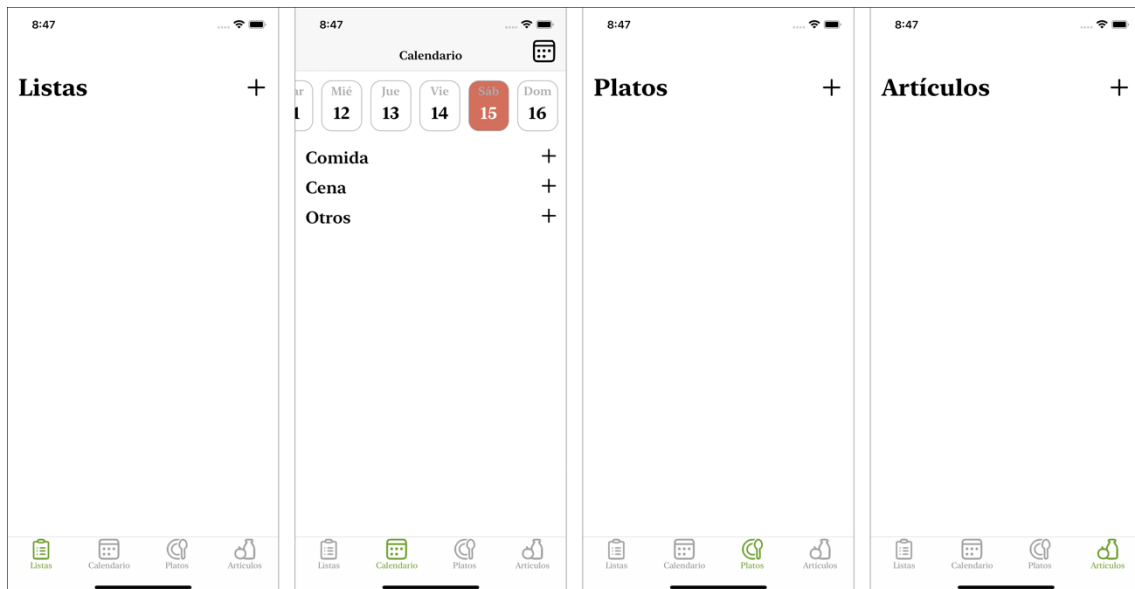 8:47
Listas
Listas Calendario Platos Artículos
8:47
Calendario
ar Mié Jue Vie Sáb Dom
1 12 13 14 15 16
Comida
Cena
Otros
Listas Calendario Platos Artículos
8:47
Platos
Listas Calendario Platos Artículos
8:47
Artículos
Listas Calendario Platos Artículos